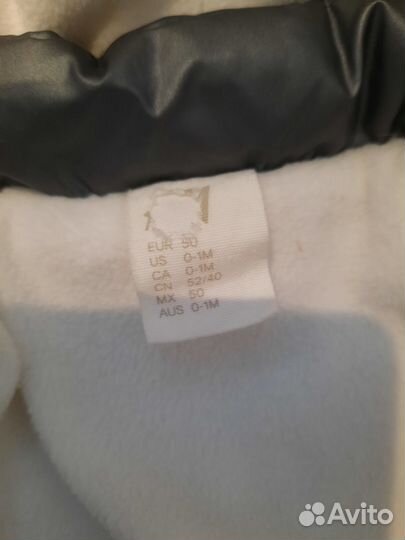 EUR 50
US 0-1M
CA 0-1M
CN 52/40
MX 50
AUS 0-1M
Avito